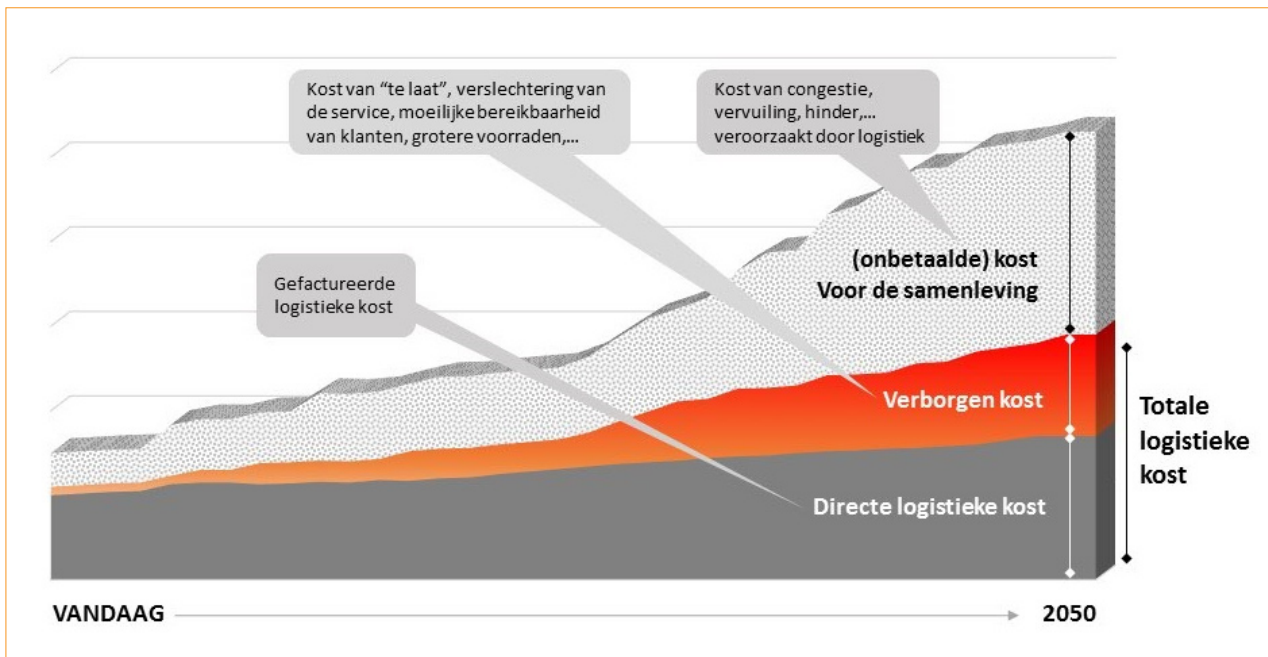 Kost van “te laat”, verslechtering van
de service, moeilijke bereikbaarheid
van klanten, grotere voorraden,...
Kost van congestie,
vervuiling, hinder,...
veroorzaakt door logistiek
Gefactureerde
logistieke kost
(onbetaalde) kost
Voor de samenleving
Verborgen kost
Directe logistieke kost
Totale
logistieke
kost
VANDAAG
2050